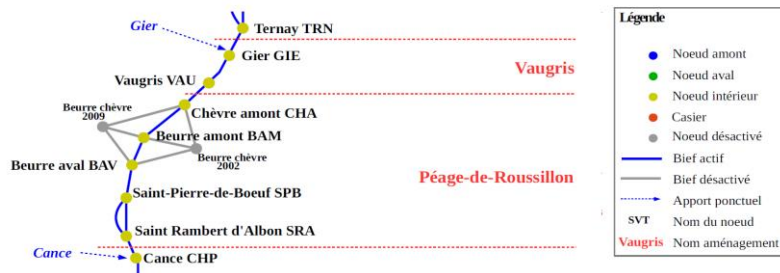 Gier
Ternay TRN
Gier GIE
Vaugris
Vaugris VAU
Beurre chèvre
2009
Chèvre amont CHA
Beurre amont BAM
Beurre chèvre
2002
Beurre aval BAV
Péage-de-Roussillon
Saint-Pierre-de-Boeuf SPB
Saint Rambert d'Albon SRA
Cance
Cance CHP
Légende
Noeud amont
Noeud aval
Noeud intérieur
Casier
Noeud désactivé
Bief actif
Bief désactivé
Apport ponctuel
SVT Nom du noeud
Vaugris Nom aménagement